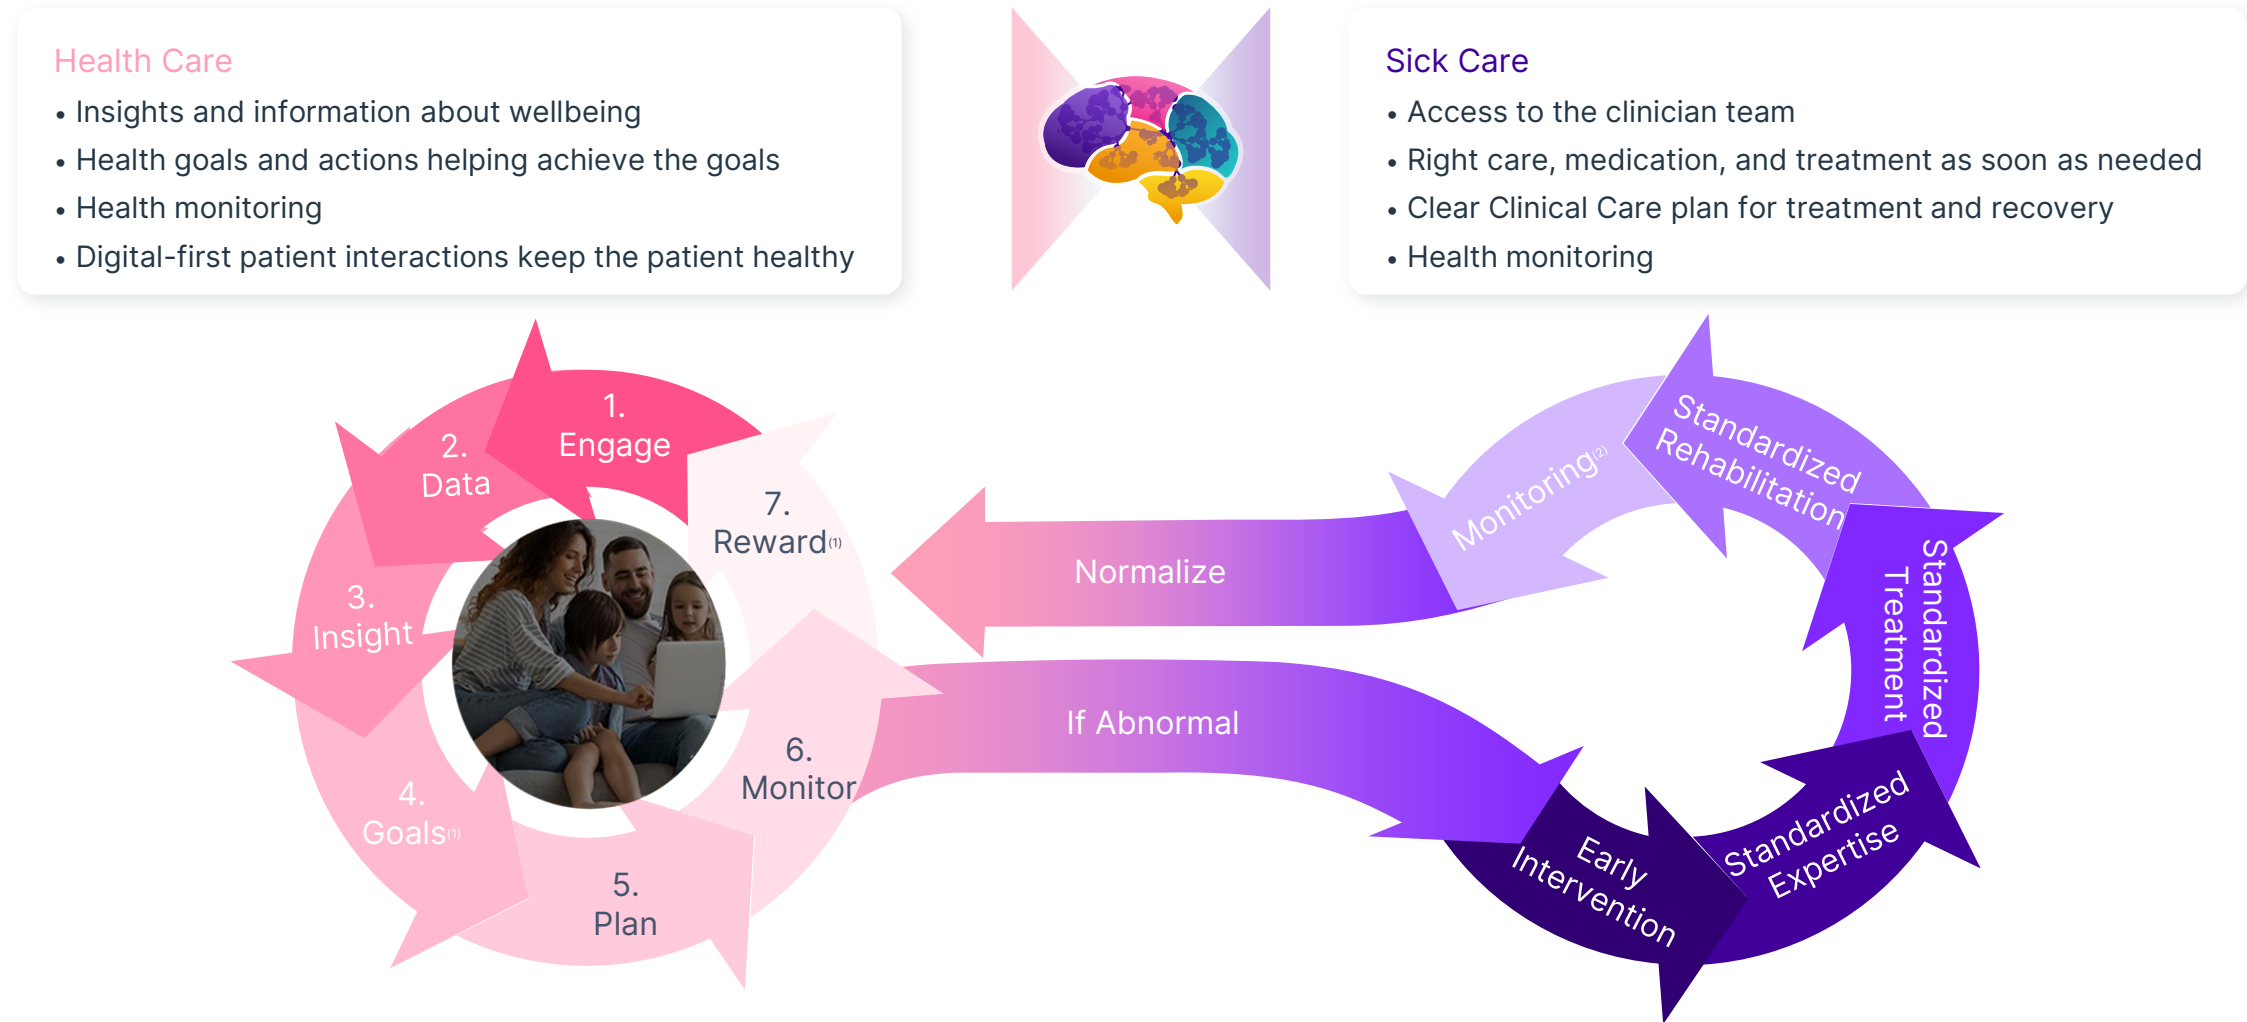 Health Care
• Insights and information about wellbeing
• Health goals and actions helping achieve the goals
• Health monitoring
• Digital-first patient interactions keep the patient healthy
Sick Care
• Access to the clinician team
• Right care, medication, and treatment as soon as needed
• Clear Clinical Care plan for treatment and recovery
• Health monitoring
1.
Engage
2.
Data
3.
Insight
4.
Goals(1)
5.
Plan
6.
Monitor
7.
Reward(1)
Normalize
If Abnormal
Early
Intervention
Standardized
Expertise
Standardized
Treatment
Standardized
Rehabilitation
Monitoring(2)